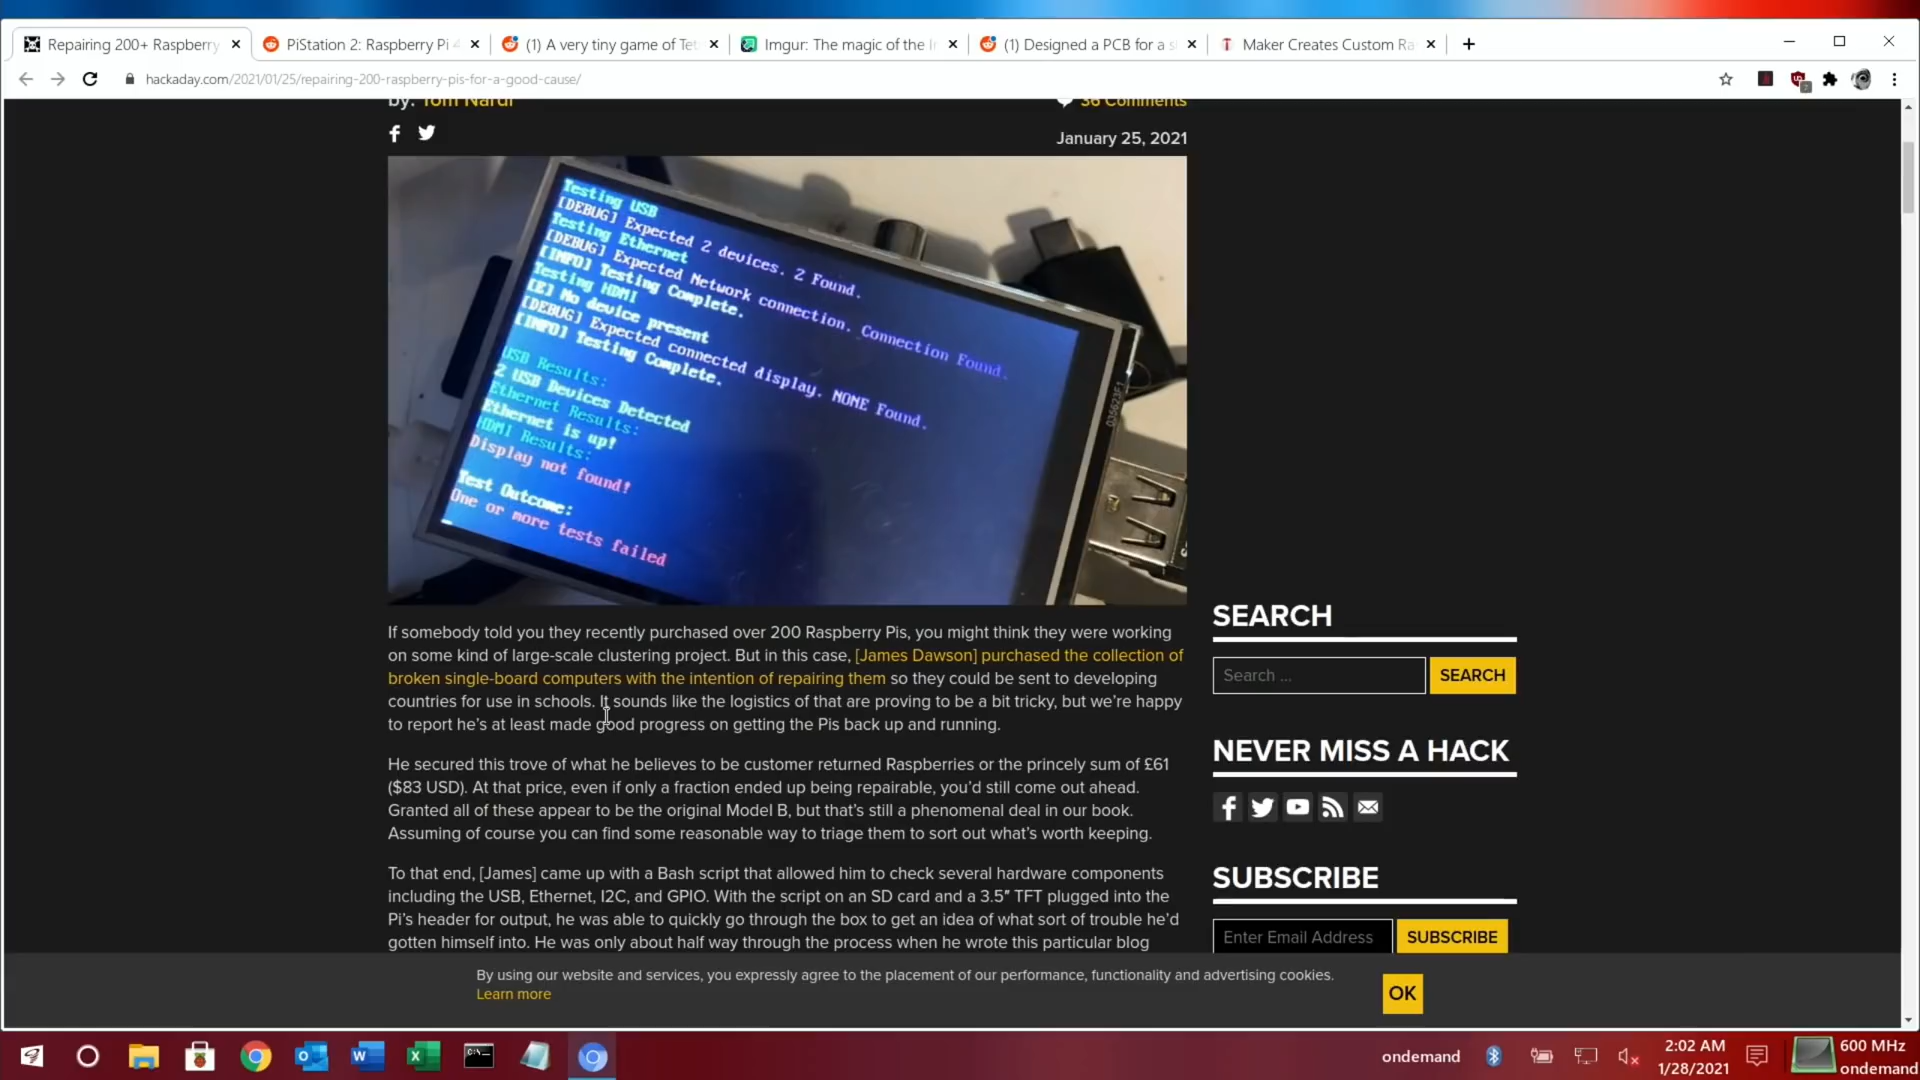 Repairing 200+ Raspberry
PiStation 2: Raspberry Pi 4
(1) A very tiny game of Tet
Imgur: The magic of the I
(1) Designed a PCB for a s
Maker Creates Custom Ra
hackaday.com/2021/01/25/repairing-200-raspberry-pis-for-a-good-cause/
by: Tom Nardi
36 Comments
January 25, 2021
Testing USB
[DEBUG] Expected 2 devices. 2 Found.
Testing Ethernet
[DEBUG] Expected Network connection. Connection Found.
[INFO] Testing Complete.
Testing HDMI
[E] No device present
[DEBUG] Expected connected display. NONE Found.
[INFO] Testing Complete.
USB Results:
2 USB Devices Detected
Ethernet Results:
Ethernet is up!
HDMI Results:
Display not found!
Test Outcome:
One or more tests failed
035623F1
If somebody told you they recently purchased over 200 Raspberry Pis, you might think they were working
on some kind of large-scale clustering project. But in this case, [James Dawson] purchased the collection of
broken single-board computers with the intention of repairing them so they could be sent to developing
countries for use in schools. It sounds like the logistics of that are proving to be a bit tricky, but we're happy
to report he's at least made good progress on getting the Pis back up and running.
He secured this trove of what he believes to be customer returned Raspberries or the princely sum of £61
($83 USD). At that price, even if only a fraction ended up being repairable, you'd still come out ahead.
Granted all of these appear to be the original Model B, but that's still a phenomenal deal in our book.
Assuming of course you can find some reasonable way to triage them to sort out what's worth keeping.
To that end, [James] came up with a Bash script that allowed him to check several hardware components
including the USB, Ethernet, I2C, and GPIO. With the script on an SD card and a 3.5″ TFT plugged into the
Pi's header for output, he was able to quickly go through the box to get an idea of what sort of trouble he'd
gotten himself into. He was only about half way through the process when he wrote this particular blog
SEARCH
Search ...
SEARCH
NEVER MISS A HACK
SUBSCRIBE
Enter Email Address
SUBSCRIBE
By using our website and services, you expressly agree to the placement of our performance, functionality and advertising cookies.
Learn more
OK
ondemand
2:02 AM
1/28/2021
600 MHz
ondemand